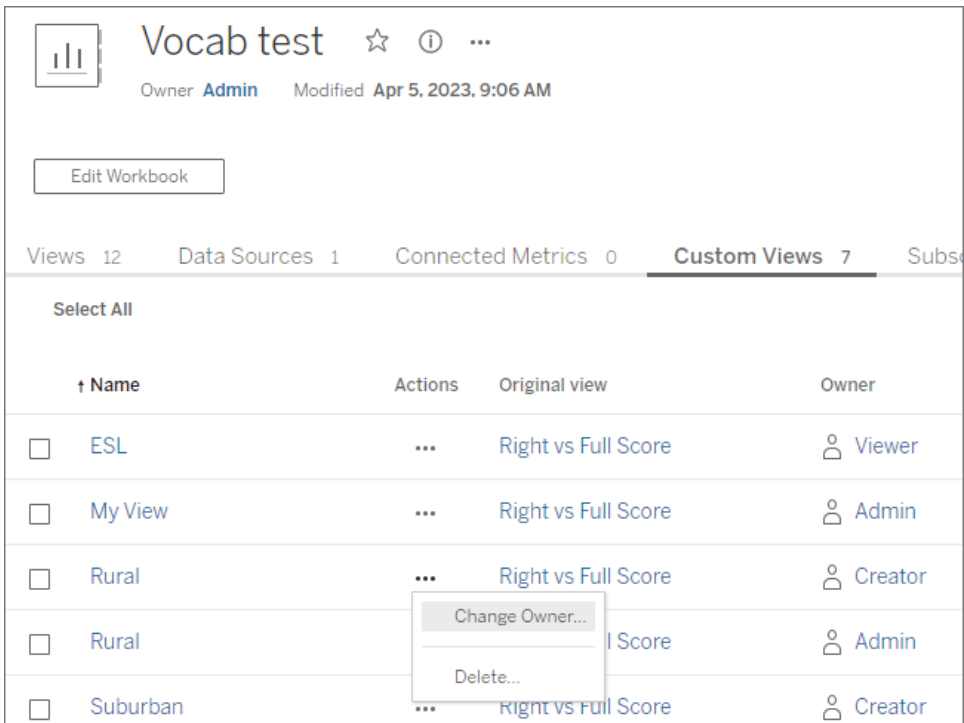 Vocab test
Owner Admin Modified Apr 5, 2023, 9:06 AM
Edit Workbook
Views 12 Data Sources 1 Connected Metrics 0 Custom Views 7 Subs
Select All
↑ Name Actions Original view Owner
ESL ••• Right vs Full Score Viewer
My View ••• Right vs Full Score Admin
Rural ••• Right vs Full Score Creator
Change Owner...
Rural l Score Admin
Delete...
Suburban ••• Right vs Full Score Creator